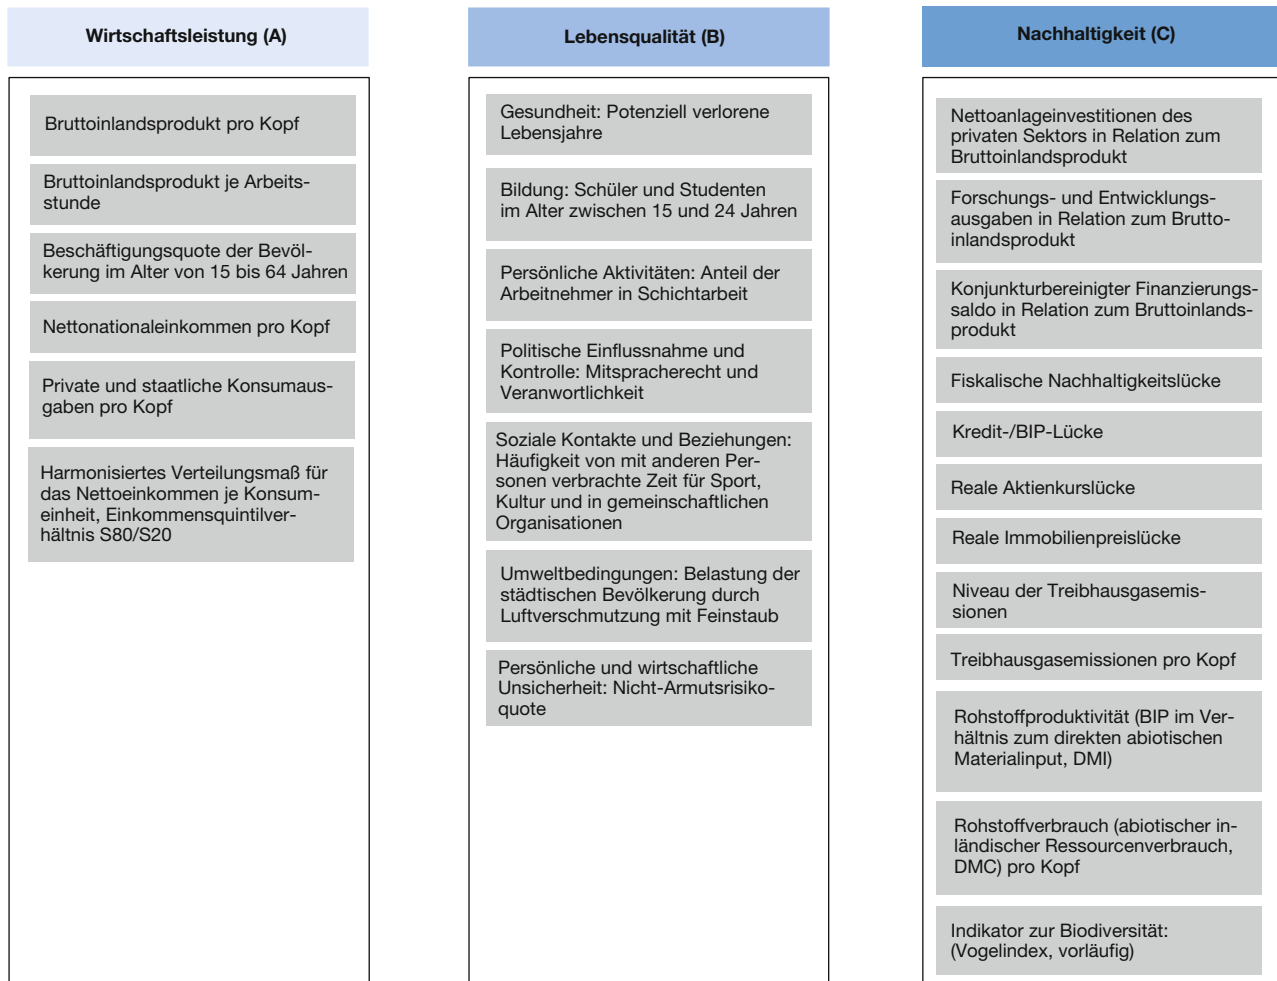 Wirtschaftsleistung (A)
Bruttoinlandsprodukt pro Kopf
Bruttoinlandsprodukt je Arbeits-
stunde
Beschäftigungsquote der Bevöl-
kerung im Alter von 15 bis 64 Jahren
Nettonationaleinkommen pro Kopf
Private und staatliche Konsumaus-
gaben pro Kopf
Harmonisiertes Verteilungsmaß für
das Nettoeinkommen je Konsum-
einheit, Einkommensquintilver-
hältnis S80/S20
Lebensqualität (B)
Gesundheit: Potenziell verlorene
Lebensjahre
Bildung: Schüler und Studenten
im Alter zwischen 15 und 24 Jahren
Persönliche Aktivitäten: Anteil der
Arbeitnehmer in Schichtarbeit
Politische Einflussnahme und
Kontrolle: Mitspracherecht und
Veranwortlichkeit
Soziale Kontakte und Beziehungen:
Häufigkeit von mit anderen Per-
sonen verbrachte Zeit für Sport,
Kultur und in gemeinschaftlichen
Organisationen
Umweltbedingungen: Belastung der
städtischen Bevölkerung durch
Luftverschmutzung mit Feinstaub
Persönliche und wirtschaftliche
Unsicherheit: Nicht-Armutsrisiko-
quote
Nachhaltigkeit (C)
Nettoanlageinvestitionen des
privaten Sektors in Relation zum
Bruttoinlandsprodukt
Forschungs- und Entwicklungs-
ausgaben in Relation zum Brutto-
inlandsprodukt
Konjunkturbereinigter Finanzierungs-
saldo in Relation zum Bruttoinlands-
produkt
Fiskalische Nachhaltigkeitslücke
Kredit-/BIP-Lücke
Reale Aktienkurslücke
Reale Immobilienpreislücke
Niveau der Treibhausgasemis-
sionen
Treibhausgasemissionen pro Kopf
Rohstoffproduktivität (BIP im Ver-
hältnis zum direkten abiotischen
Materialinput, DMI)
Rohstoffverbrauch (abiotischer in-
ländischer Ressourcenverbrauch,
DMC) pro Kopf
Indikator zur Biodiversität:
(Vogelindex, vorläufig)